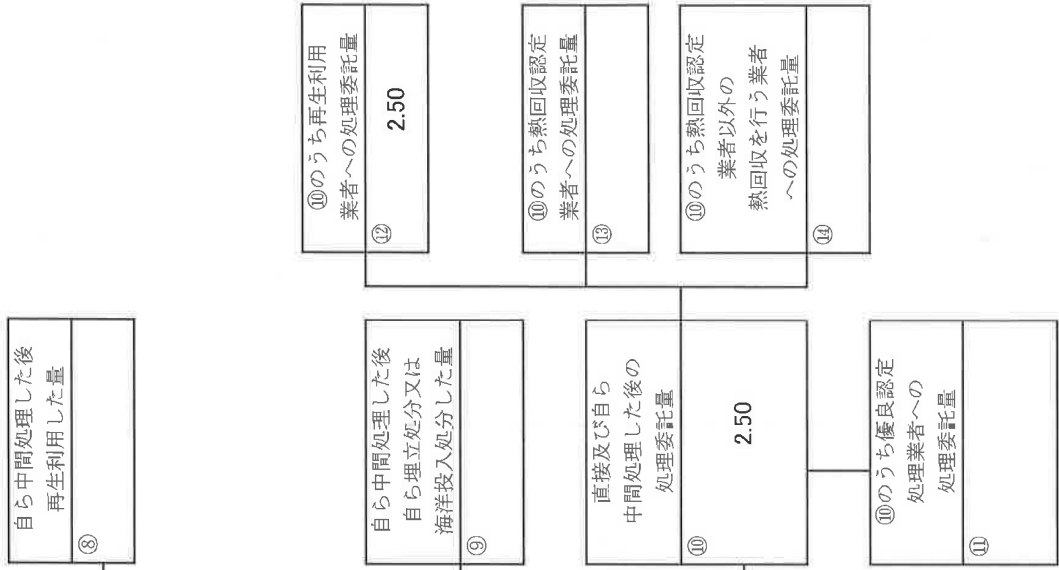 自ら中間処理した後
再生利用した量
⑧
自ら中間処理した後
自ら埋立処分又は
海洋投入処分した量
⑨
直接及び自ら
中間処理した後の
処理委託量
⑩
2.50
⑩のうち優良認定
処理業者への
処理委託量
⑪
⑩のうち再生利用
業者への処理委託量
⑫
2.50
⑩のうち熱回収認定
業者への処理委託量
⑬
⑩のうち熱回収認定
業者以外の
熱回収を行う業者
への処理委託量
⑭